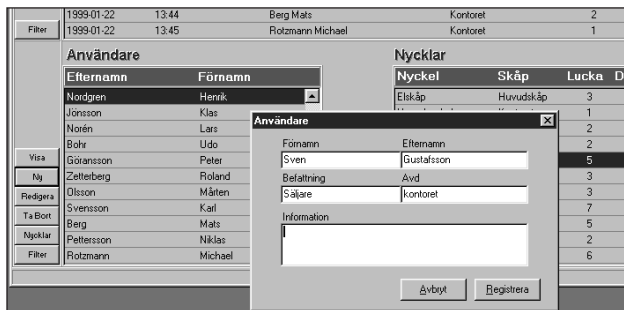 1999-01-22 13:44 Berg Mats Kontoret 2
Filter 1999-01-22 13:45 Rotzmann Michael Kontoret 1
Användare Nycklar
Efternamn Förnamn Nyckel Skåp Lucka D
Nordgren Henrik Elskåp Huvudskåp 3
Jönsson Klas 1
Norén Lars 2
Bohr Udo 2
Visa Göransson Peter 5
Ny Zetterberg Roland 3
Redigera Olsson Mårten 3
Svensson Karl 7
Ta Bort Berg Mats 5
Nycklar Pettersson Niklas 2
Filter Rotzmann Michael 6
Användare
Förnamn Efternamn
Sven Gustafsson
Befattning Avd
Säljare kontoret
Information
Avbryt Registrera